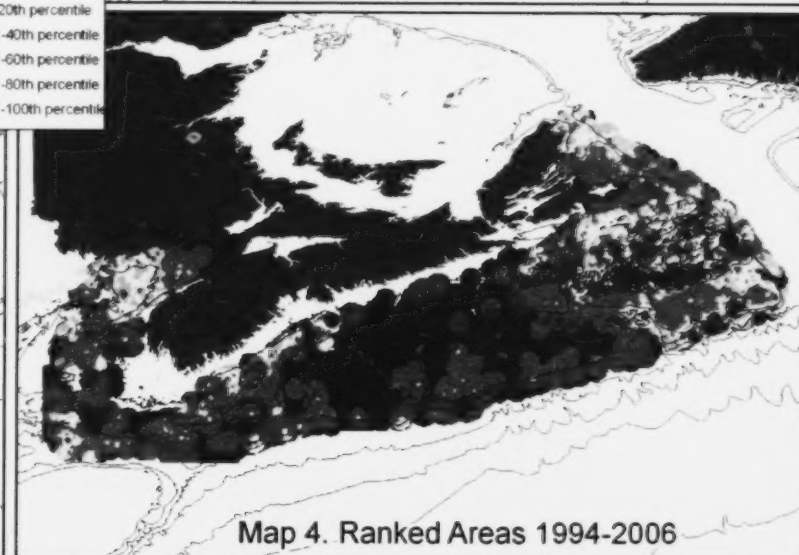 20th percentile
-40th percentile
-60th percentile
-80th percentile
-100th percentile
Map 4. Ranked Areas 1994-2006